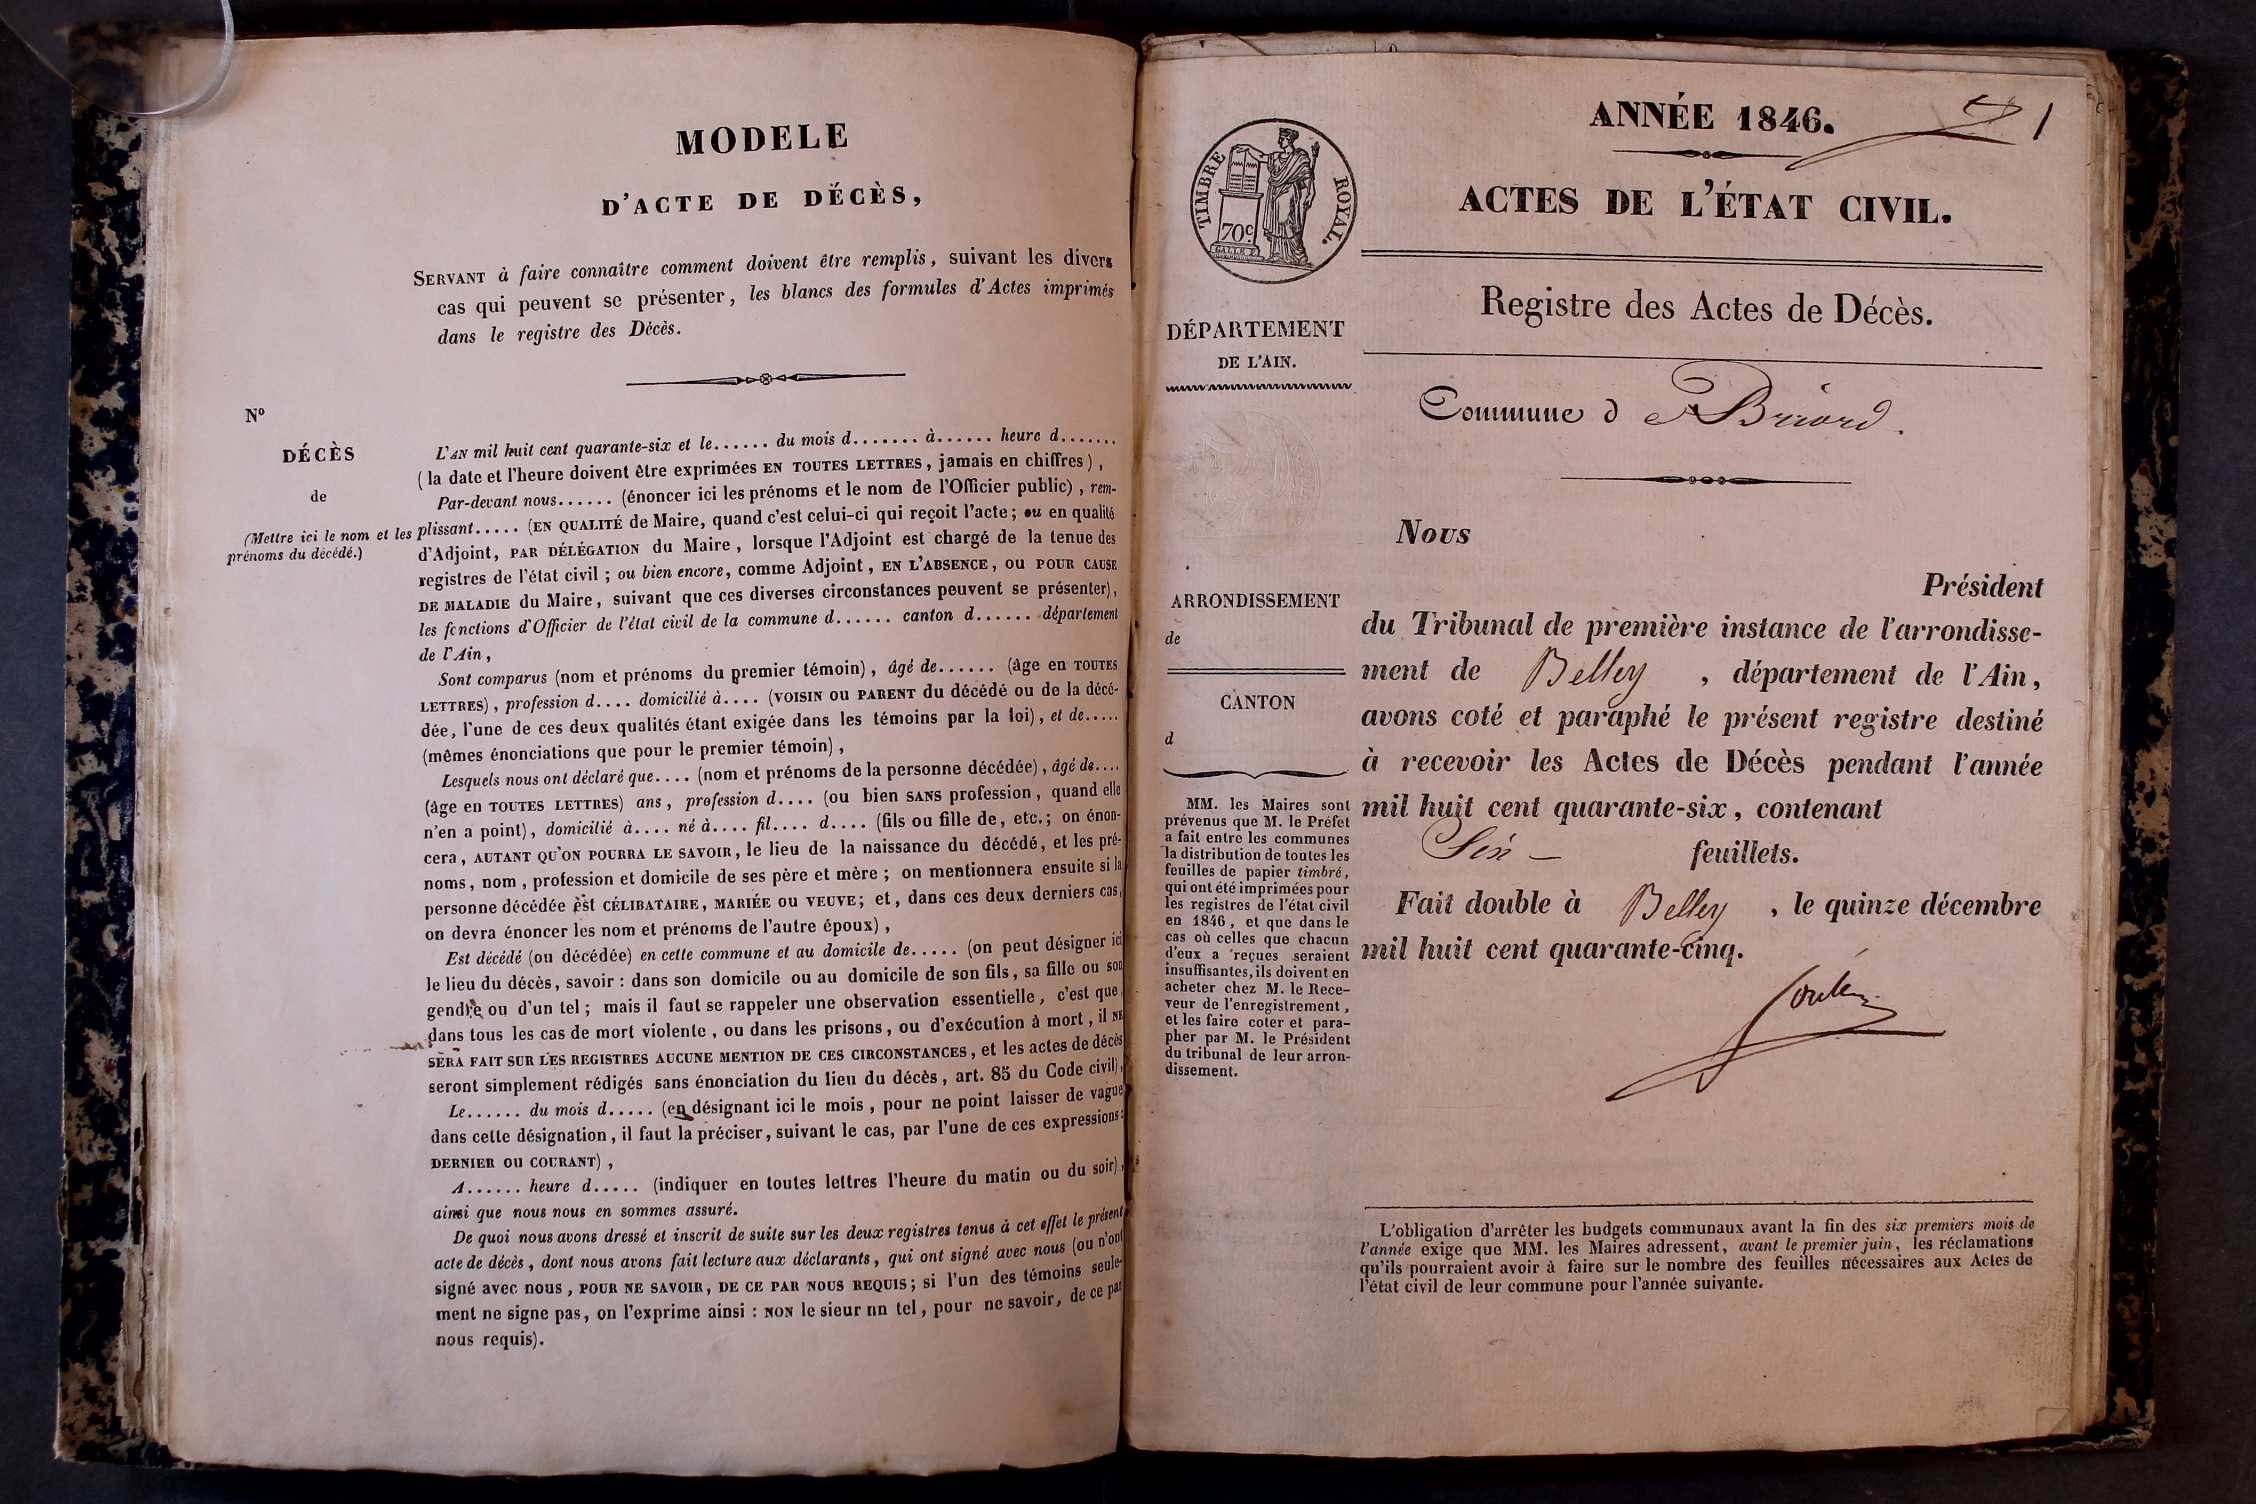 MODELE
D'ACTE DE DÉCÈS,
SERVANT à faire connaître comment doivent être remplis, suivant les divers
cas qui peuvent se présenter, les blancs des formules d'Actes imprimés
dans le registre des Décès.
Nº
DÉCÈS
de
(Mettre ici le nom et les
prénoms du décédé.)
L'AN mil huit cent quarante-six et le...... du mois d....... à...... heure d.......
(la date et l'heure doivent être exprimées EN TOUTES LETTRES, jamais en chiffres),
Par-devant nous...... (énoncer ici les prénoms et le nom de l'Officier public), rem-
plissant..... (EN QUALITÉ de Maire, quand c'est celui-ci qui reçoit l'acte; ou en qualité
d'Adjoint, PAR DÉLÉGATION du Maire, lorsque l'Adjoint est chargé de la tenue des
registres de l'état civil; ou bien encore, comme Adjoint, EN L'ABSENCE, OU POUR CAUSE
DE MALADIE du Maire, suivant que ces diverses circonstances peuvent se présenter),
les fonctions d'Officier de l'état civil de la commune d...... canton d...... département
de l'Ain,
Sont comparus (nom et prénoms du premier témoin), âgé de...... (âge en TOUTES
LETTRES), profession d.... domicilié à.... (VOISIN OU PARENT du décédé ou de la décé-
dée, l'une de ces deux qualités étant exigée dans les témoins par la loi), et de.....
(mêmes énonciations que pour le premier témoin),
Lesquels nous ont déclaré que.... (nom et prénoms de la personne décédée), âgé de....
(âge en TOUTES LETTRES) ans, profession d.... (ou bien SANS profession, quand elle
n'en a point), domicilié à.... né à.... fil.... d.... (fils ou fille de, etc.; on énon-
cera, AUTANT QU'ON POURRA LE SAVOIR, le lieu de la naissance du décédé, et les pré-
noms, nom, profession et domicile de ses père et mère; on mentionnera ensuite si la
personne décédée est CÉLIBATAIRE, MARIÉE OU VEUVE; et, dans ces deux derniers cas,
on devra énoncer les nom et prénoms de l'autre époux),
Est décédé (ou décédée) en cette commune et au domicile de..... (on peut désigner ici
le lieu du décès, savoir: dans son domicile ou au domicile de son fils, sa fille ou son
gendre ou d'un tel; mais il faut se rappeler une observation essentielle, c'est que,
dans tous les cas de mort violente, ou dans les prisons, ou d'exécution à mort, il NE
SERA FAIT SUR LES REGISTRES AUCUNE MENTION DE CES CIRCONSTANCES, et les actes de décès
seront simplement rédigés sans énonciation du lieu du décès, art. 85 du Code civil),
Le...... du mois d..... (en désignant ici le mois, pour ne point laisser de vague
dans cette désignation, il faut la préciser, suivant le cas, par l'une de ces expressions:
DERNIER OU COURANT),
A...... heure d..... (indiquer en toutes lettres l'heure du matin ou du soir),
ainsi que nous nous en sommes assuré.
De quoi nous avons dressé et inscrit de suite sur les deux registres tenus à cet effet le présent
acte de décès, dont nous avons fait lecture aux déclarants, qui ont signé avec nous (ou n'ont
signé avec nous, POUR NE SAVOIR, DE CE PAR NOUS REQUIS; si l'un des témoins seule-
ment ne signe pas, on l'exprime ainsi: NON le sieur un tel, pour ne savoir, de ce par
nous requis).
1
TIMBRE ROYAL.
70c
DÉPARTEMENT
DE L'AIN.
ARRONDISSEMENT
de
CANTON
d
MM. les Maires sont
prévenus que M. le Préfet
a fait entre les communes
la distribution de toutes les
feuilles de papier timbré,
qui ont été imprimées pour
les registres de l'état civil
en 1846, et que dans le
cas où celles que chacun
d'eux a reçues seraient
insuffisantes, ils doivent en
acheter chez M. le Rece-
veur de l'enregistrement,
et les faire coter et para-
pher par M. le Président
du tribunal de leur arron-
dissement.
ANNÉE 1846.
ACTES DE L'ÉTAT CIVIL.
Registre des Actes de Décès.
Commune d e Briord.
Nous
Président
du Tribunal de première instance de l'arrondisse-
ment de Belley, département de l'Ain,
avons coté et paraphé le présent registre destiné
à recevoir les Actes de Décès pendant l'année
mil huit cent quarante-six, contenant
Six — feuillets.
Fait double à Belley, le quinze décembre
mil huit cent quarante-cinq.
L'obligation d'arrêter les budgets communaux avant la fin des six premiers mois de
l'année exige que MM. les Maires adressent, avant le premier juin, les réclamations
qu'ils pourraient avoir à faire sur le nombre des feuilles nécessaires aux Actes de
l'état civil de leur commune pour l'année suivante.